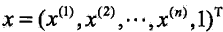 x = (x^{(1)}, x^{(2)}, ⋯, x^{(n)}, 1)^T